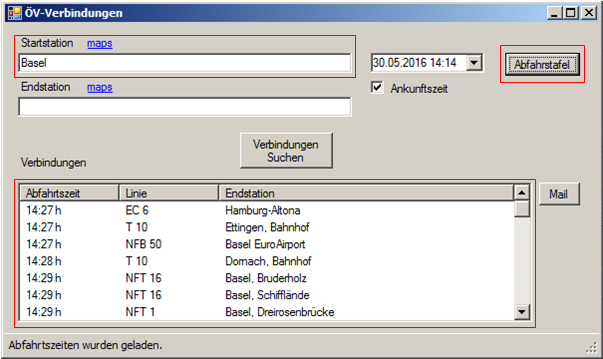 ÖV-Verbindungen
Startstation maps
Basel
30.05.2016 14:14
Abfahrstafel
Endstation maps
Ankunftszeit
Verbindungen
Suchen
Verbindungen
Abfahrtszeit Linie Endstation
14:27 h EC 6 Hamburg-Altona
14:27 h T 10 Ettingen, Bahnhof
14:27 h NFB 50 Basel EuroAirport
14:28 h T 10 Dornach, Bahnhof
14:29 h NFT 16 Basel, Bruderholz
14:29 h NFT 16 Basel, Schifflände
14:29 h NFT 1 Basel, Dreirosenbrücke
Mail
Abfahrtszeiten wurden geladen.